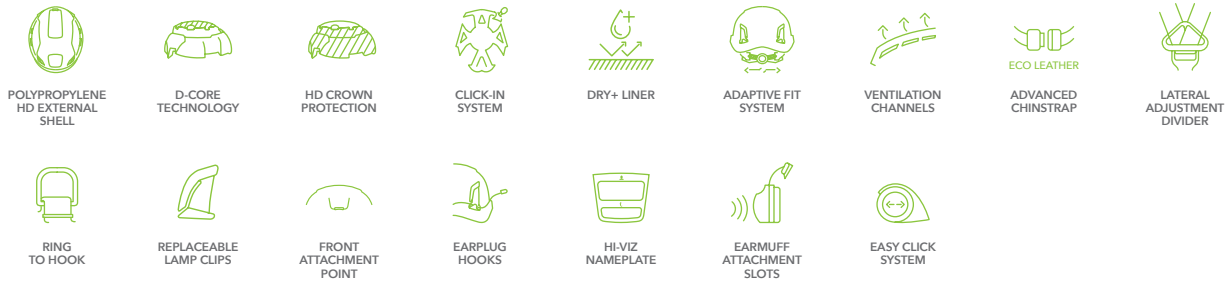 ECO LEATHER
POLYPROPYLENE
HD EXTERNAL
SHELL
D-CORE
TECHNOLOGY
HD CROWN
PROTECTION
CLICK-IN
SYSTEM
DRY+ LINER
ADAPTIVE FIT
SYSTEM
VENTILATION
CHANNELS
ADVANCED
CHINSTRAP
LATERAL
ADJUSTMENT
DIVIDER
RING
TO HOOK
REPLACEABLE
LAMP CLIPS
FRONT
ATTACHMENT
POINT
EARPLUG
HOOKS
HI-VIZ
NAMEPLATE
EARMUFF
ATTACHMENT
SLOTS
EASY CLICK
SYSTEM